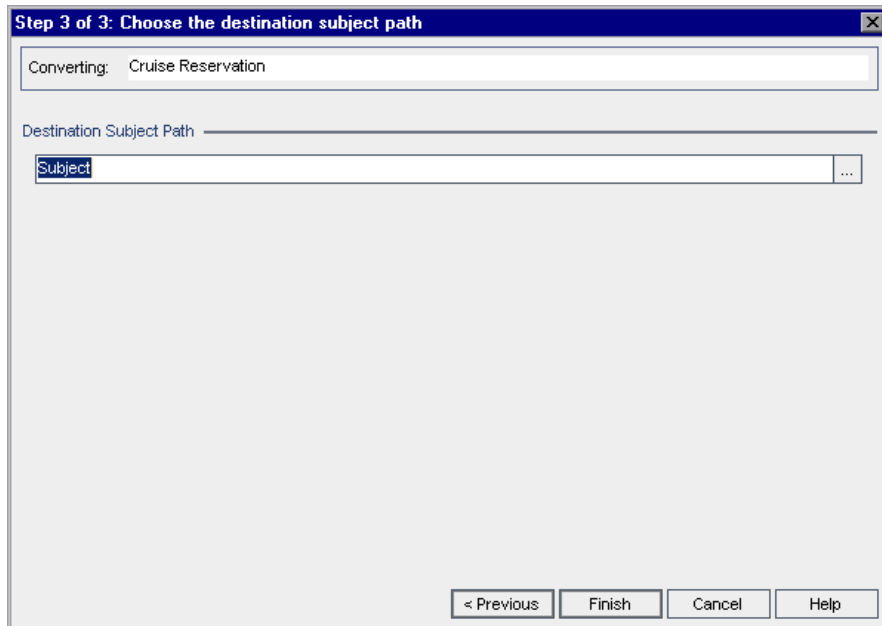 Step 3 of 3: Choose the destination subject path
Converting: Cruise Reservation
Destination Subject Path
Subject
...
< Previous Finish Cancel Help